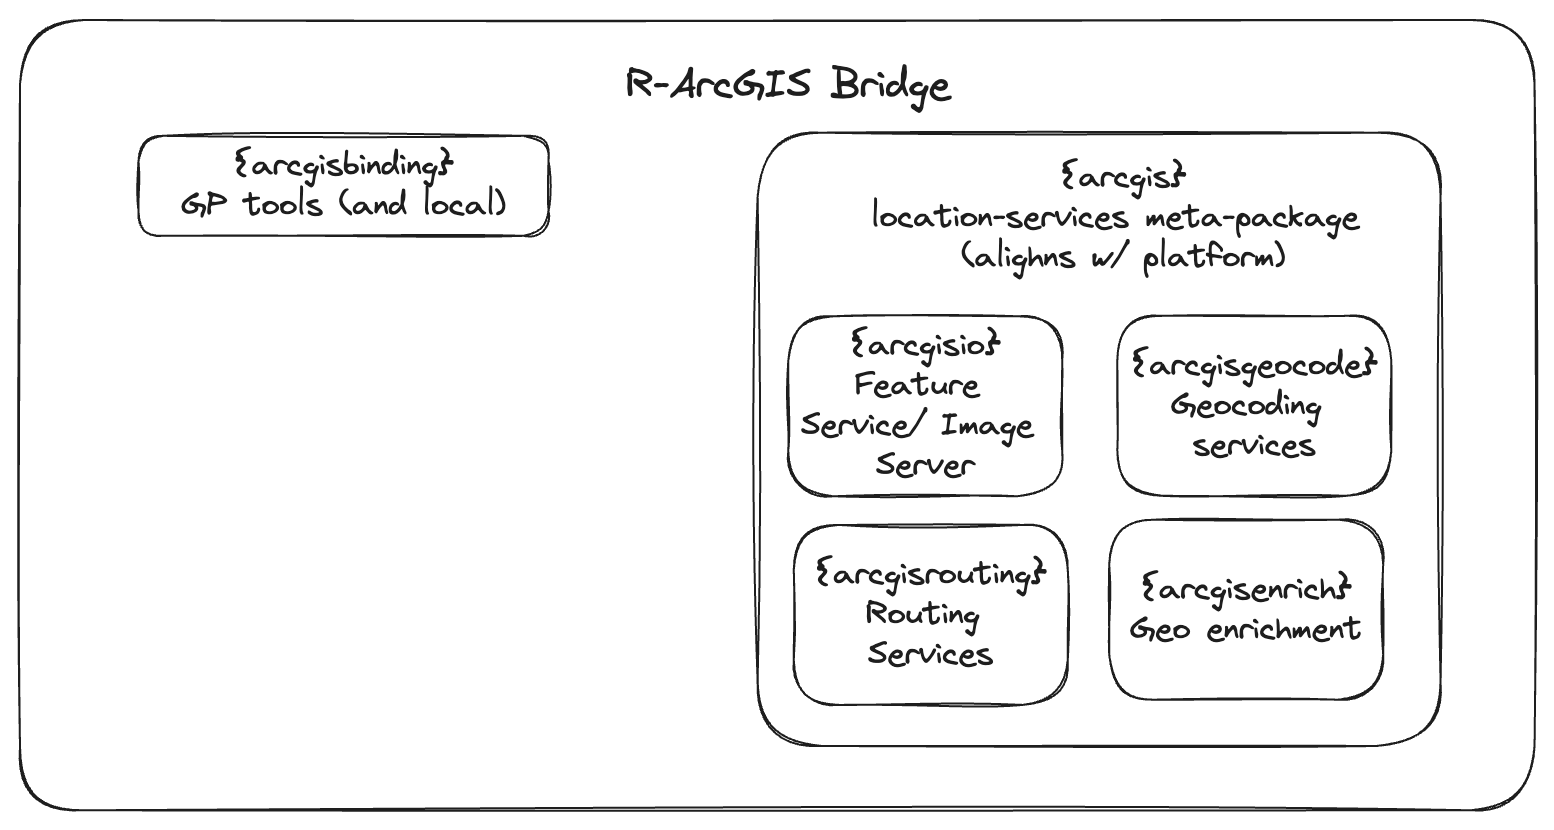 R-ArcGIS Bridge
{arcgisbinding}
GP tools (and local)
{arcgis}
location-services meta-package
(alighns w/ platform)
{arcgisio}
Feature
Service/ Image
Server
{arcgisgeocode}
Geocoding
services
{arcgisrouting}
Routing
Services
{arcgisenrich}
Geo enrichment